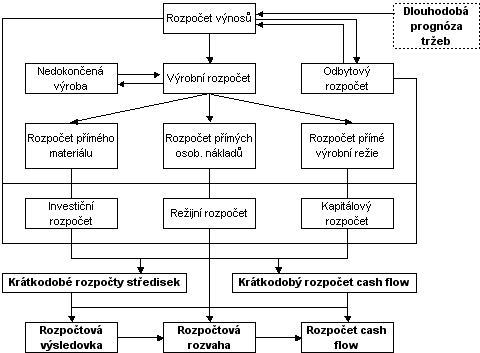 Rozpočet výnosů
Dlouhodobá
prognóza
tržeb
Nedokončená
výroba
Výrobní rozpočet
Odbytový
rozpočet
Rozpočet přímého
materiálu
Rozpočet přímých
osob. nákladů
Rozpočet přímé
výrobní režie
Investiční
rozpočet
Režijní rozpočet
Kapitálový
rozpočet
Krátkodobé rozpočty středisek
Krátkodobý rozpočet cash flow
Rozpočtová
výsledovka
Rozpočtová
rozvaha
Rozpočet cash
flow